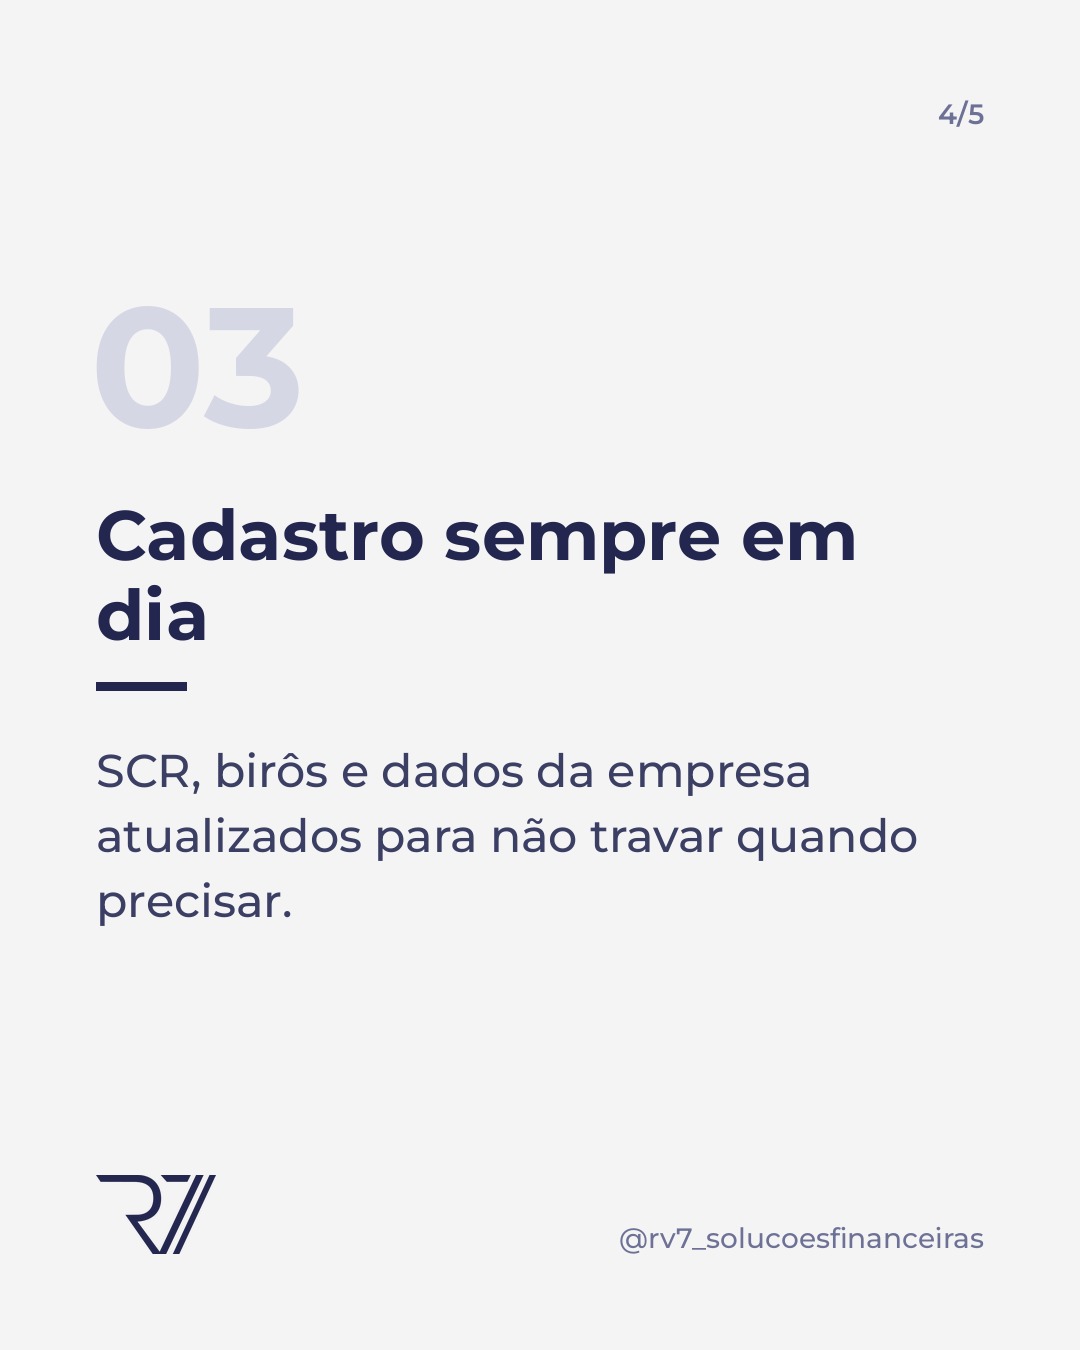 4/5
03
Cadastro sempre em
dia
SCR, birôs e dados da empresa
atualizados para não travar quando
precisar.
R7
@rv7_solucoesfinanceiras